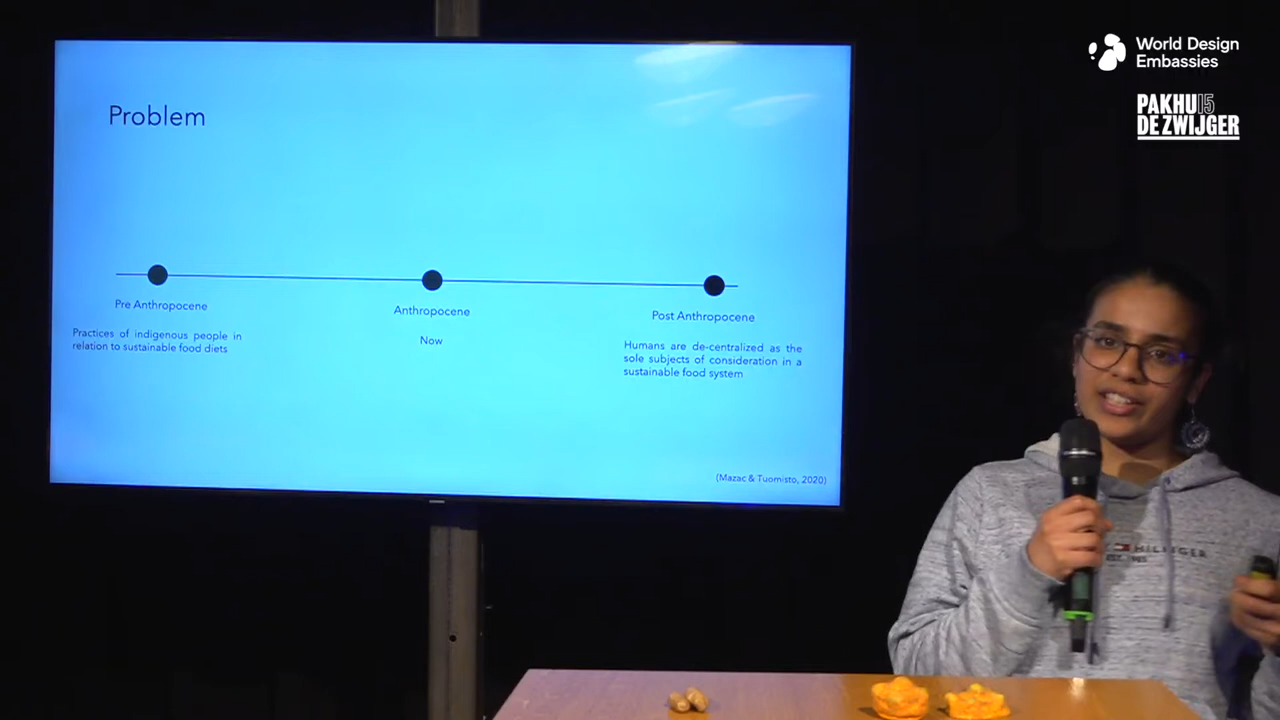 World Design
Embassies
PAKHUIS
DE ZWIJGER
Problem
Pre Anthropocene
Practices of indigenous people in
relation to sustainable food diets
Anthropocene
Now
Post Anthropocene
Humans are de-centralized as the
sole subjects of consideration in a
sustainable food system
(Mazac & Tuomisto, 2020)
HILFIGER